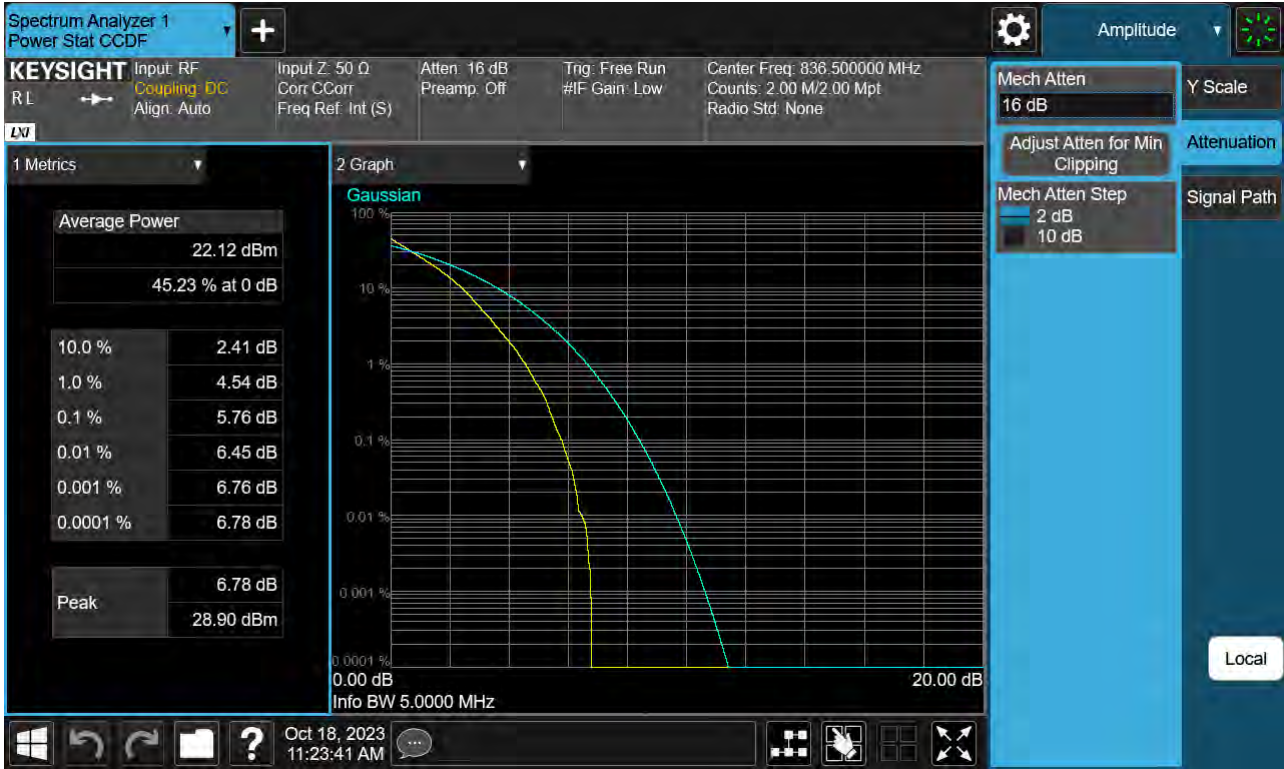 Spectrum Analyzer 1
Power Stat CCDF
+
Amplitude
KEYSIGHT
R L
LXI
Input: RF
Coupling: DC
Align: Auto
Input Z: 50 Ω
Corr CCorr
Freq Ref: Int (S)
Atten: 16 dB
Preamp: Off
Trig: Free Run
#IF Gain: Low
Center Freq: 836.500000 MHz
Counts: 2.00 M/2.00 Mpt
Radio Std: None
Mech Atten
16 dB
Adjust Atten for Min
Clipping
Mech Atten Step
2 dB
10 dB
Y Scale
Attenuation
Signal Path
Local
1 Metrics
Average Power
22.12 dBm
45.23 % at 0 dB
10.0 % 2.41 dB
1.0 % 4.54 dB
0.1 % 5.76 dB
0.01 % 6.45 dB
0.001 % 6.76 dB
0.0001 % 6.78 dB
Peak
6.78 dB
28.90 dBm
2 Graph
Gaussian
100 %
10 %
1 %
0.1 %
0.01 %
0.001 %
0.0001 %
0.00 dB 20.00 dB
Info BW 5.0000 MHz
?
Oct 18, 2023
11:23:41 AM